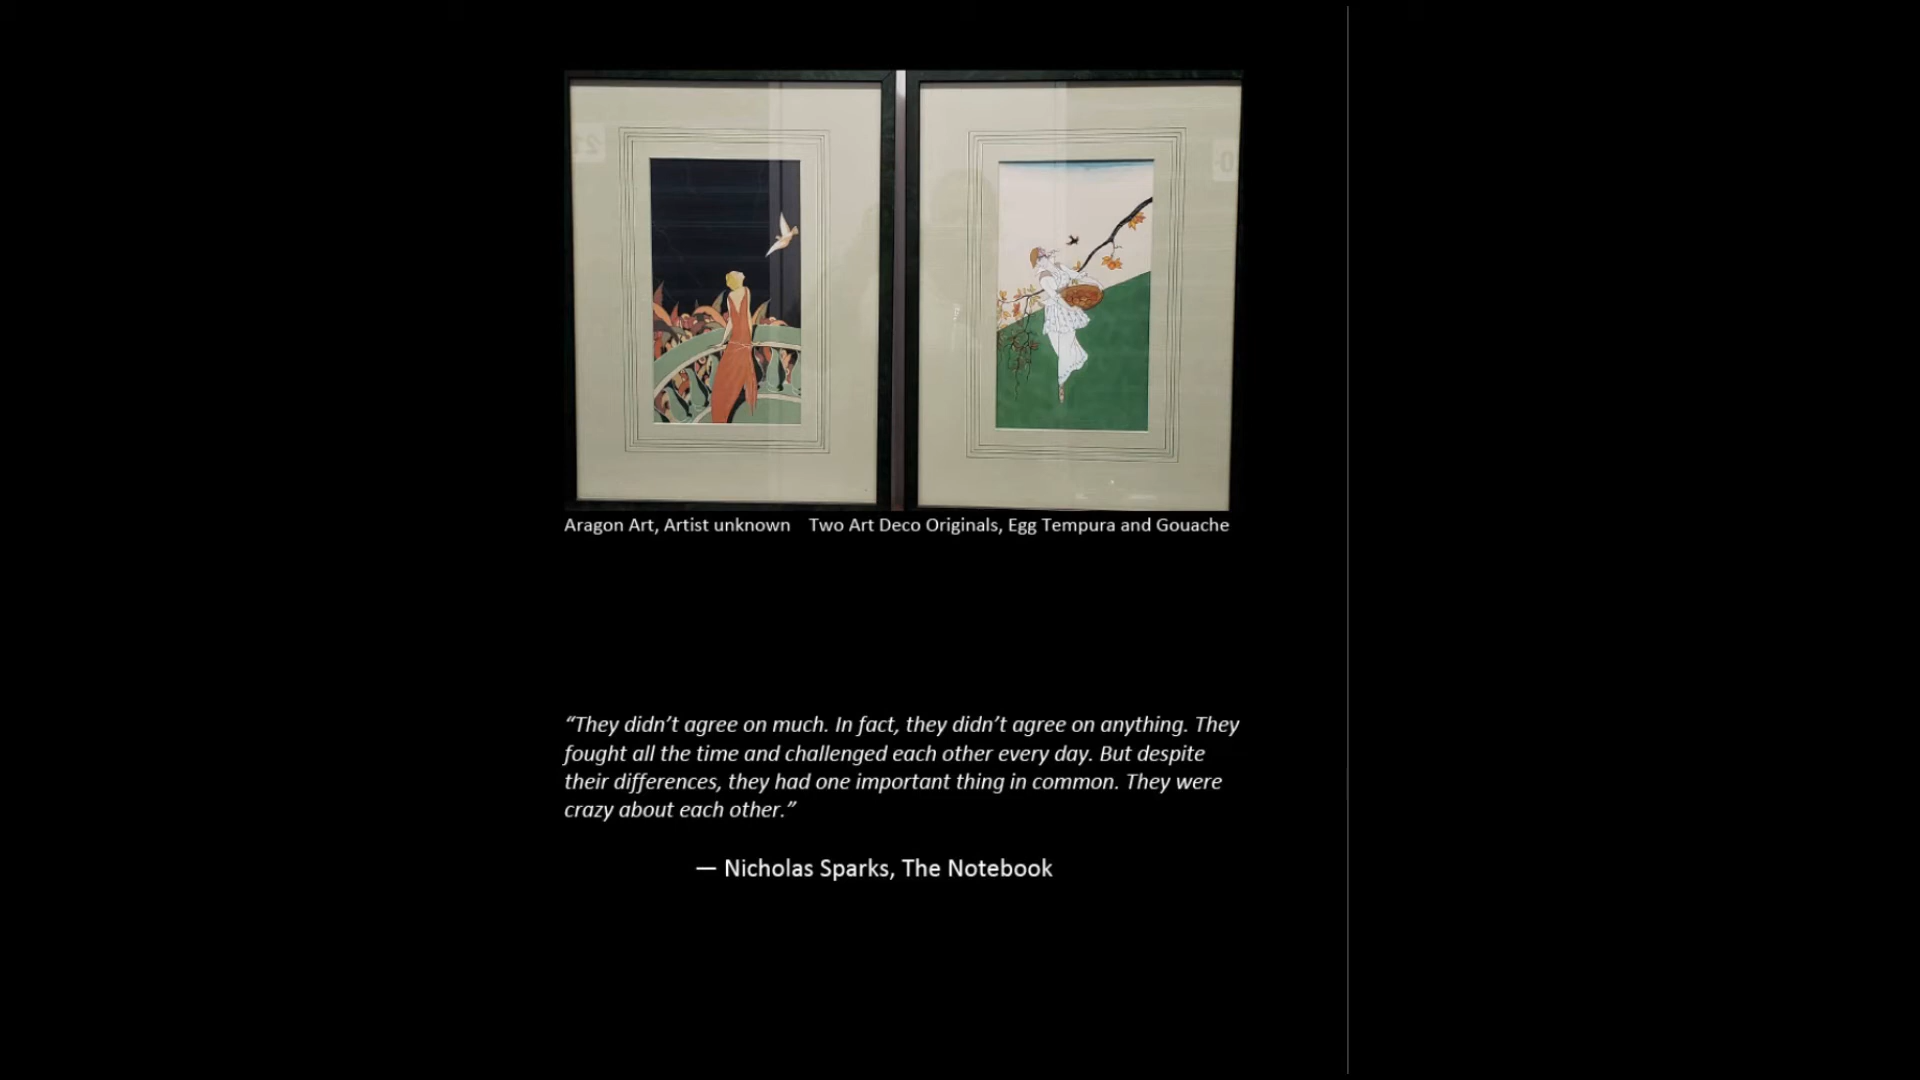 Aragon Art, Artist unknown    Two Art Deco Originals, Egg Tempura and Gouache
“They didn’t agree on much. In fact, they didn’t agree on anything. They
fought all the time and challenged each other every day. But despite
their differences, they had one important thing in common. They were
crazy about each other.”
— Nicholas Sparks, The Notebook